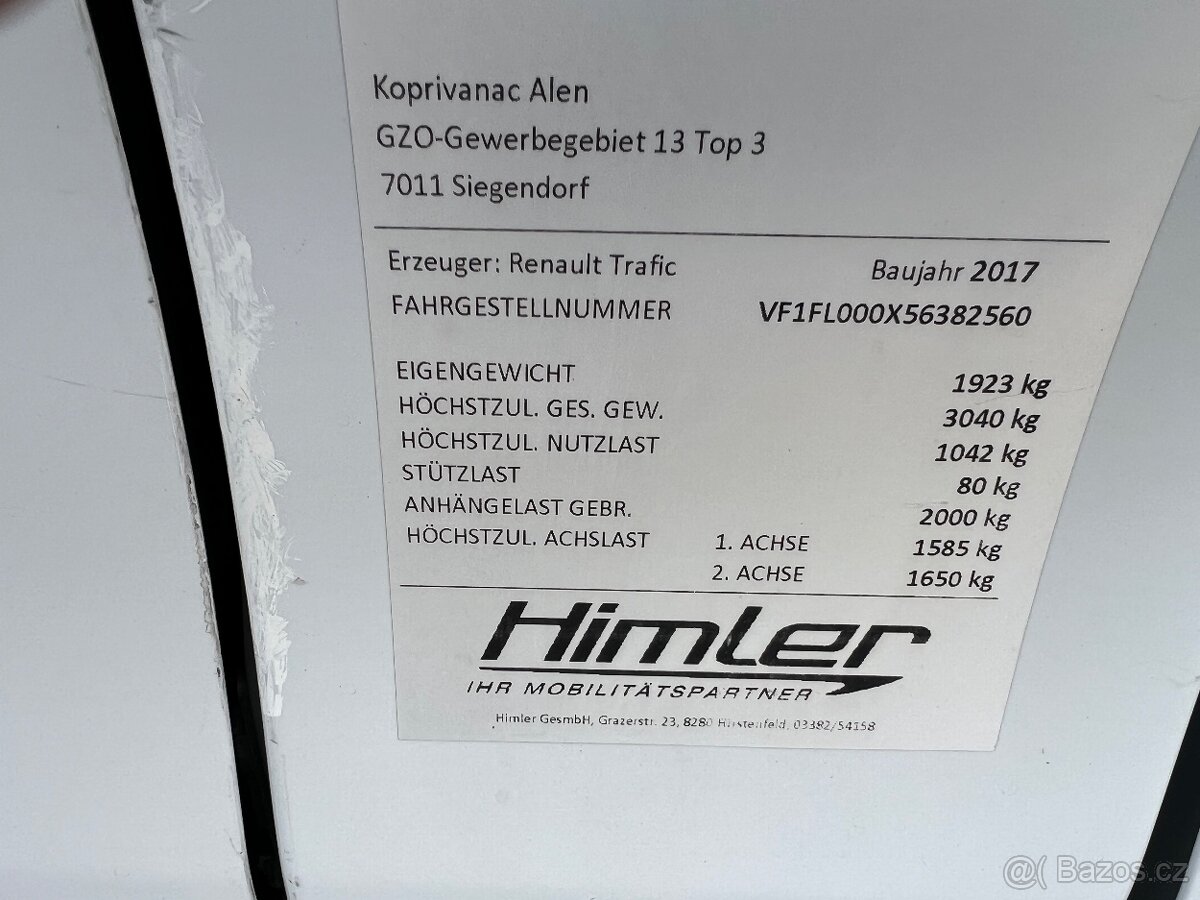 Koprivanac Alen
GZO-Gewerbegebiet 13 Top 3
7011 Siegendorf
Erzeuger: Renault Trafic Baujahr 2017
FAHRGESTELLNUMMER VF1FL000X56382560
EIGENGEWICHT 1923 kg
HÖCHSTZUL. GES. GEW. 3040 kg
HÖCHSTZUL. NUTZLAST 1042 kg
STÜTZLAST 80 kg
ANHÄNGELAST GEBR. 2000 kg
HÖCHSTZUL. ACHSLAST 1. ACHSE 1585 kg
2. ACHSE 1650 kg
Himler
IHR MOBILITÄTSPARTNER
Himler GesmbH, Grazerstr. 23, 8280 Fürstenfeld, 03382/54158
@( Bazos.cz